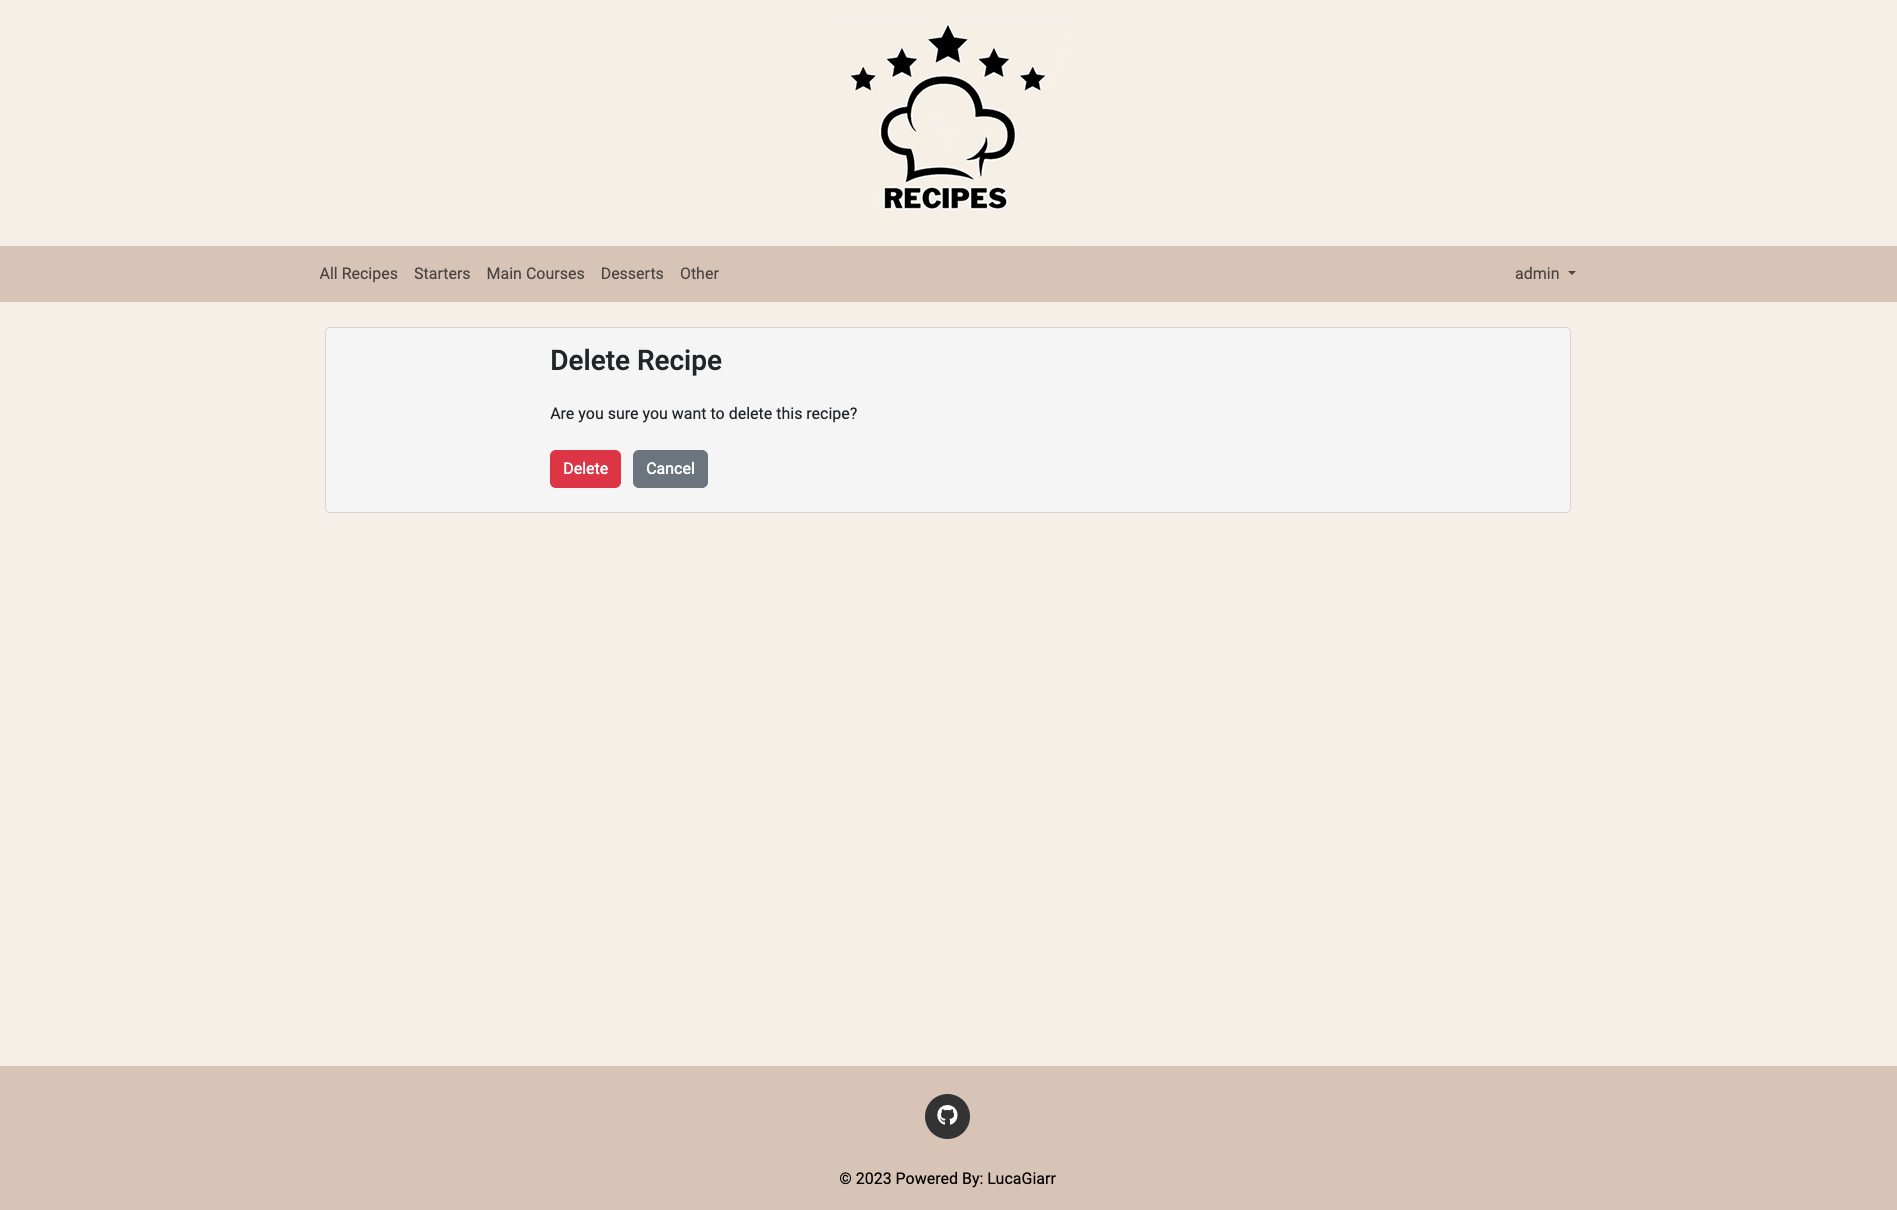 RECIPES
All Recipes Starters Main Courses Desserts Other admin
Delete Recipe
Are you sure you want to delete this recipe?
Delete Cancel
© 2023 Powered By: LucaGiarr